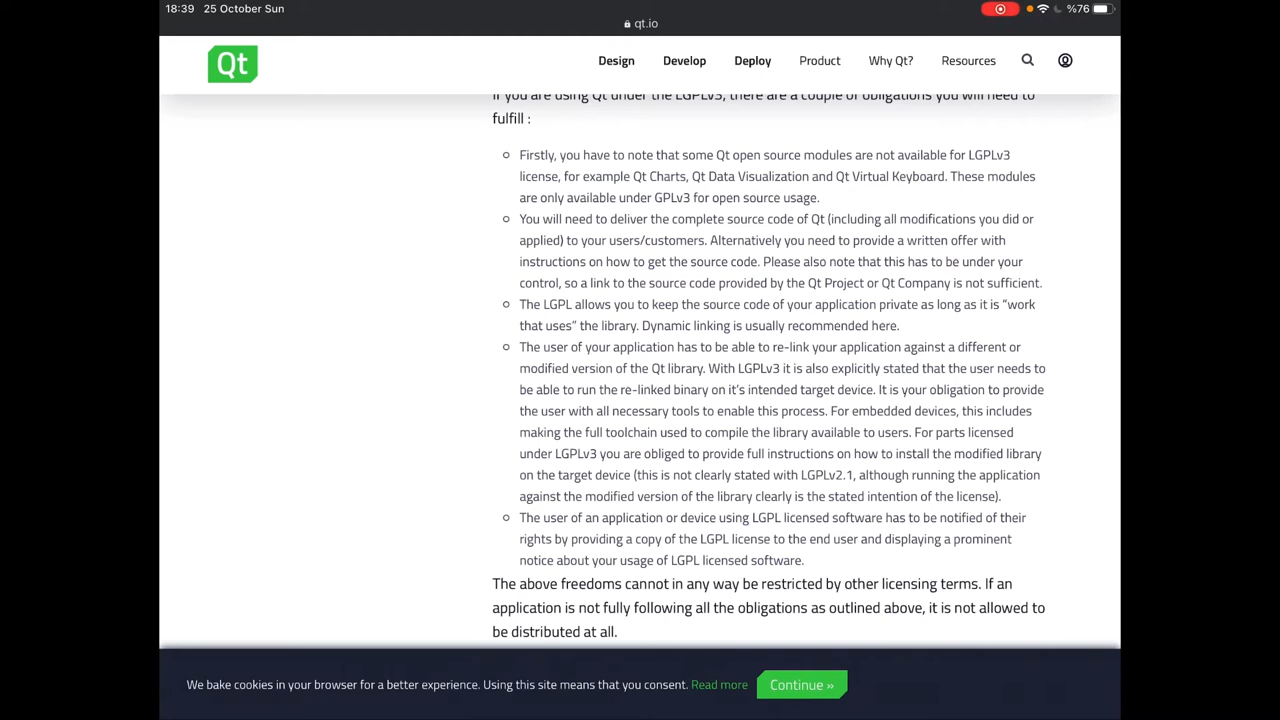 18:39 25 October Sun
%76
qt.io
Qt
Design Develop Deploy Product Why Qt? Resources
If you are using Qt under the LGPLv3, there are a couple of obligations you will need to
fulfill :
Firstly, you have to note that some Qt open source modules are not available for LGPLv3
license, for example Qt Charts, Qt Data Visualization and Qt Virtual Keyboard. These modules
are only available under GPLv3 for open source usage.
You will need to deliver the complete source code of Qt (including all modifications you did or
applied) to your users/customers. Alternatively you need to provide a written offer with
instructions on how to get the source code. Please also note that this has to be under your
control, so a link to the source code provided by the Qt Project or Qt Company is not sufficient.
The LGPL allows you to keep the source code of your application private as long as it is “work
that uses” the library. Dynamic linking is usually recommended here.
The user of your application has to be able to re-link your application against a different or
modified version of the Qt library. With LGPLv3 it is also explicitly stated that the user needs to
be able to run the re-linked binary on it’s intended target device. It is your obligation to provide
the user with all necessary tools to enable this process. For embedded devices, this includes
making the full toolchain used to compile the library available to users. For parts licensed
under LGPLv3 you are obliged to provide full instructions on how to install the modified library
on the target device (this is not clearly stated with LGPLv2.1, although running the application
against the modified version of the library clearly is the stated intention of the license).
The user of an application or device using LGPL licensed software has to be notified of their
rights by providing a copy of the LGPL license to the end user and displaying a prominent
notice about your usage of LGPL licensed software.
The above freedoms cannot in any way be restricted by other licensing terms. If an
application is not fully following all the obligations as outlined above, it is not allowed to
be distributed at all.
We bake cookies in your browser for a better experience. Using this site means that you consent. Read more Continue »